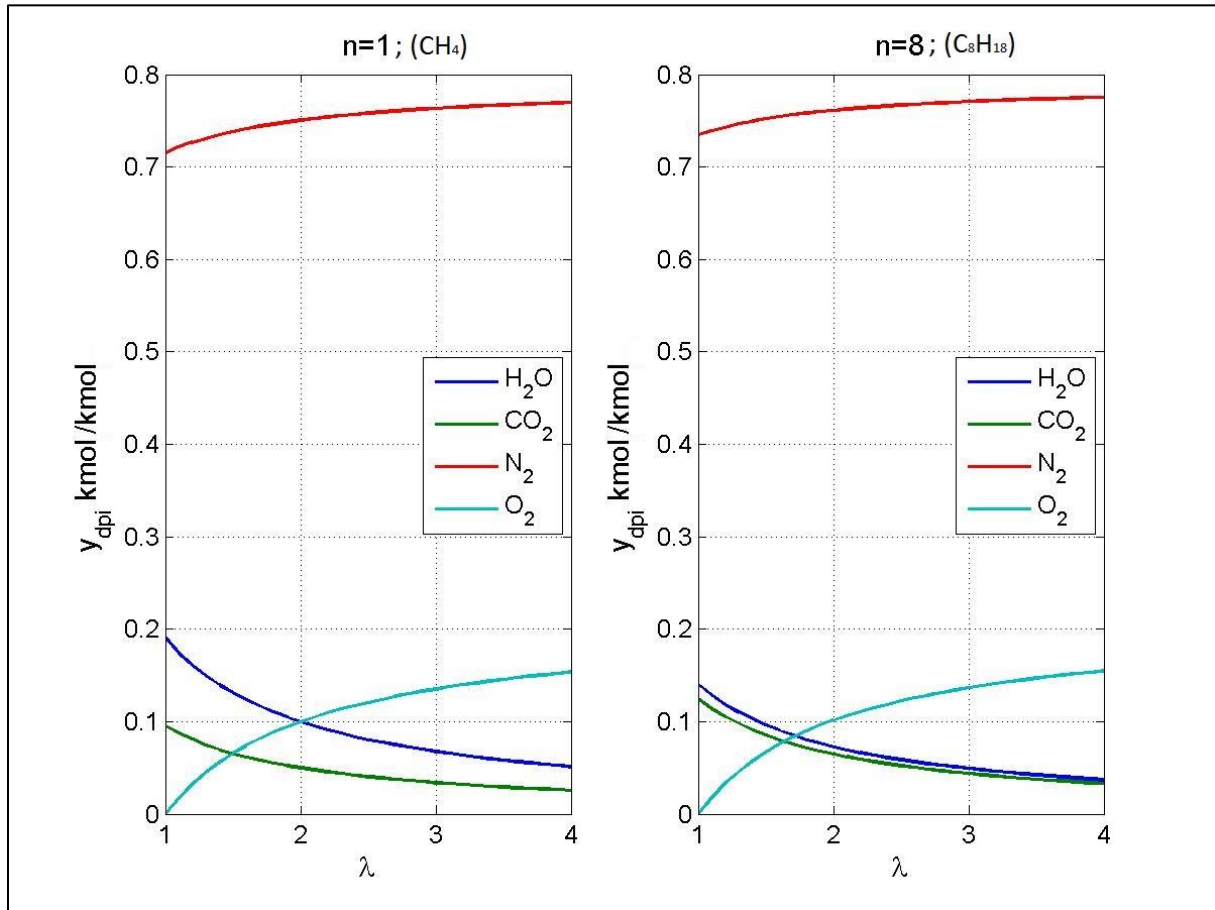 n=1 ; (CH₄)
0.8
0.7
0.6
0.5
0.4
0.3
0.2
0.1
0
y_dpi kmol/kmol
H₂O
CO₂
N₂
O₂
1
2
3
4
λ
n=8 ; (C₈H₁₈)
0.8
0.7
0.6
0.5
0.4
0.3
0.2
0.1
0
y_dpi kmol/kmol
H₂O
CO₂
N₂
O₂
1
2
3
4
λ